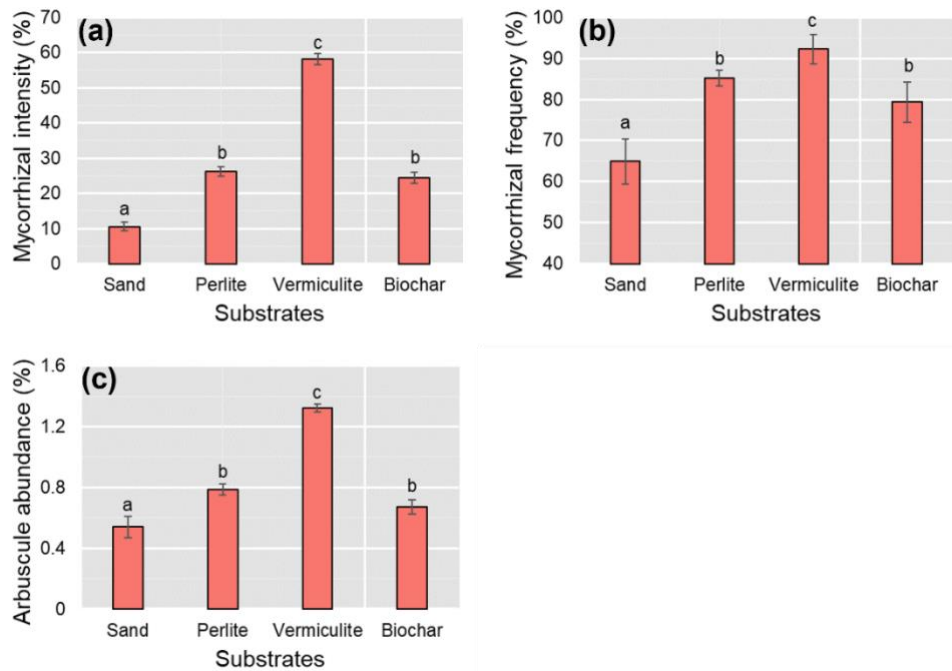 (a)
Mycorrhizal intensity (%)
70
60
50
40
30
20
10
0
a
b
c
b
Sand Perlite Vermiculite Biochar
Substrates
(b)
Mycorrhizal frequency (%)
100
90
80
70
60
50
40
a
b
c
b
Sand Perlite Vermiculite Biochar
Substrates
(c)
Arbuscule abundance (%)
1.6
1.2
0.8
0.4
0
a
b
c
b
Sand Perlite Vermiculite Biochar
Substrates